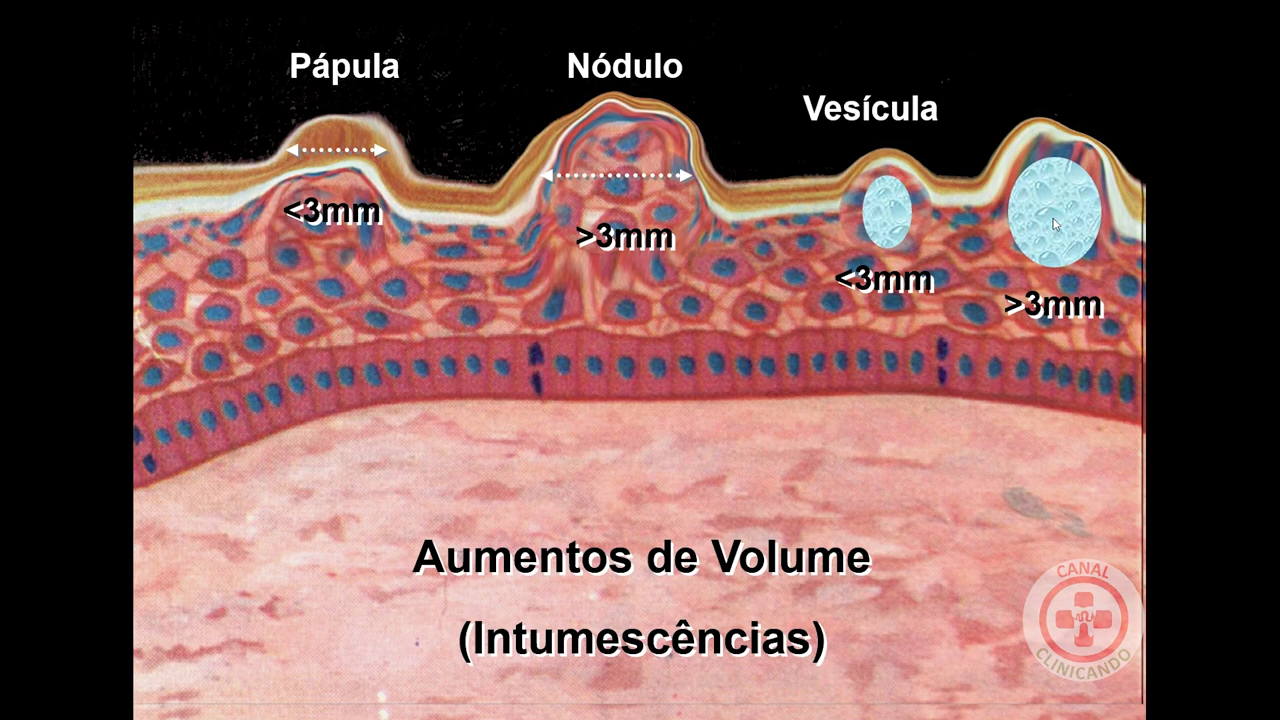 Pápula
Nódulo
Vesícula
<3mm
>3mm
<3mm
>3mm
Aumentos de Volume
(Intumescências)
CANAL
CLINICANDO